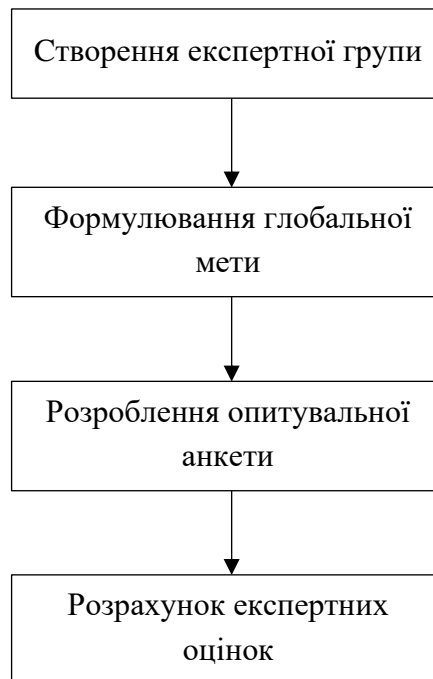 Створення експертної групи
Формулювання глобальної
мети
Розроблення опитувальної
анкети
Розрахунок експертних
оцінок